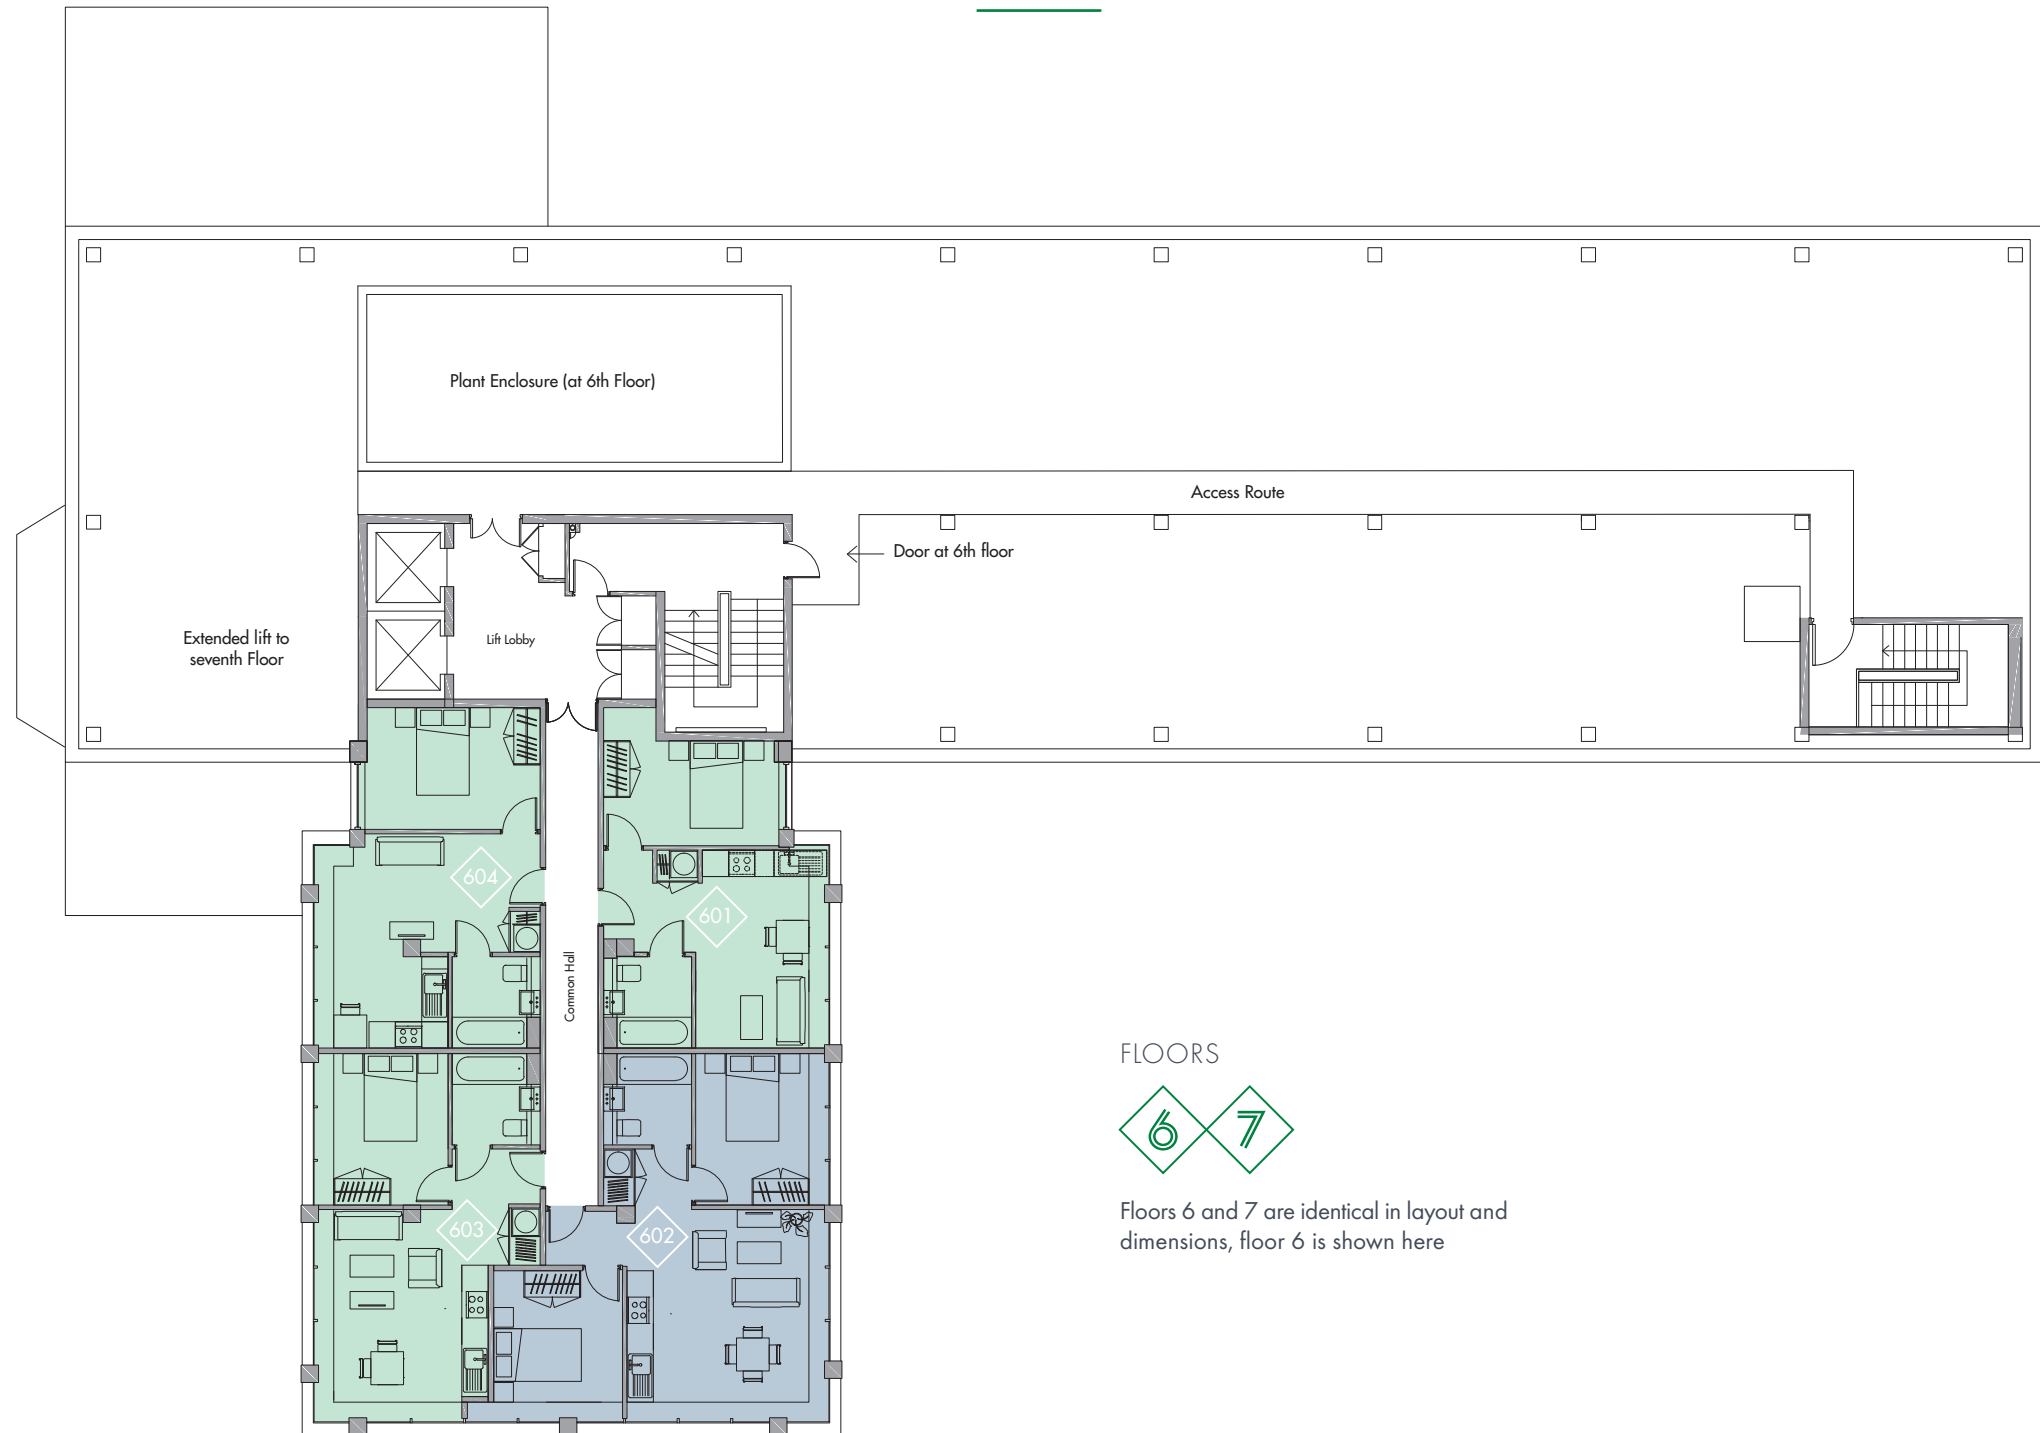 Plant Enclosure (at 6th Floor)
Access Route
Door at 6th floor
Extended lift to
seventh Floor
Lift Lobby
604
601
Common Hall
603
602
FLOORS
6 7
Floors 6 and 7 are identical in layout and
dimensions, floor 6 is shown here